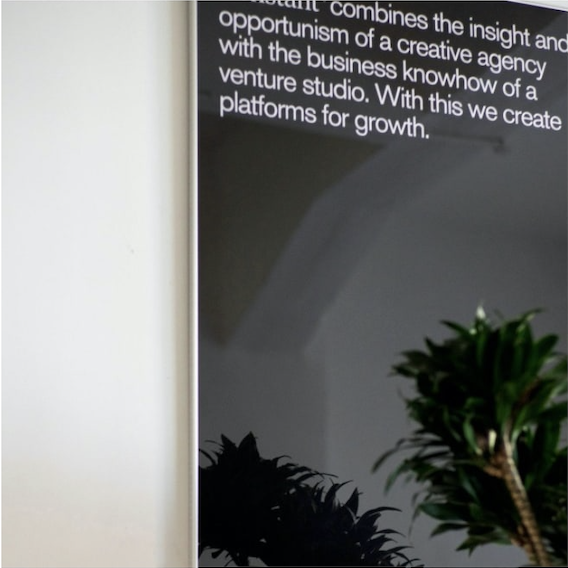 combines the insight and
opportunism of a creative agency
with the business knowhow of a
venture studio. With this we create
platforms for growth.